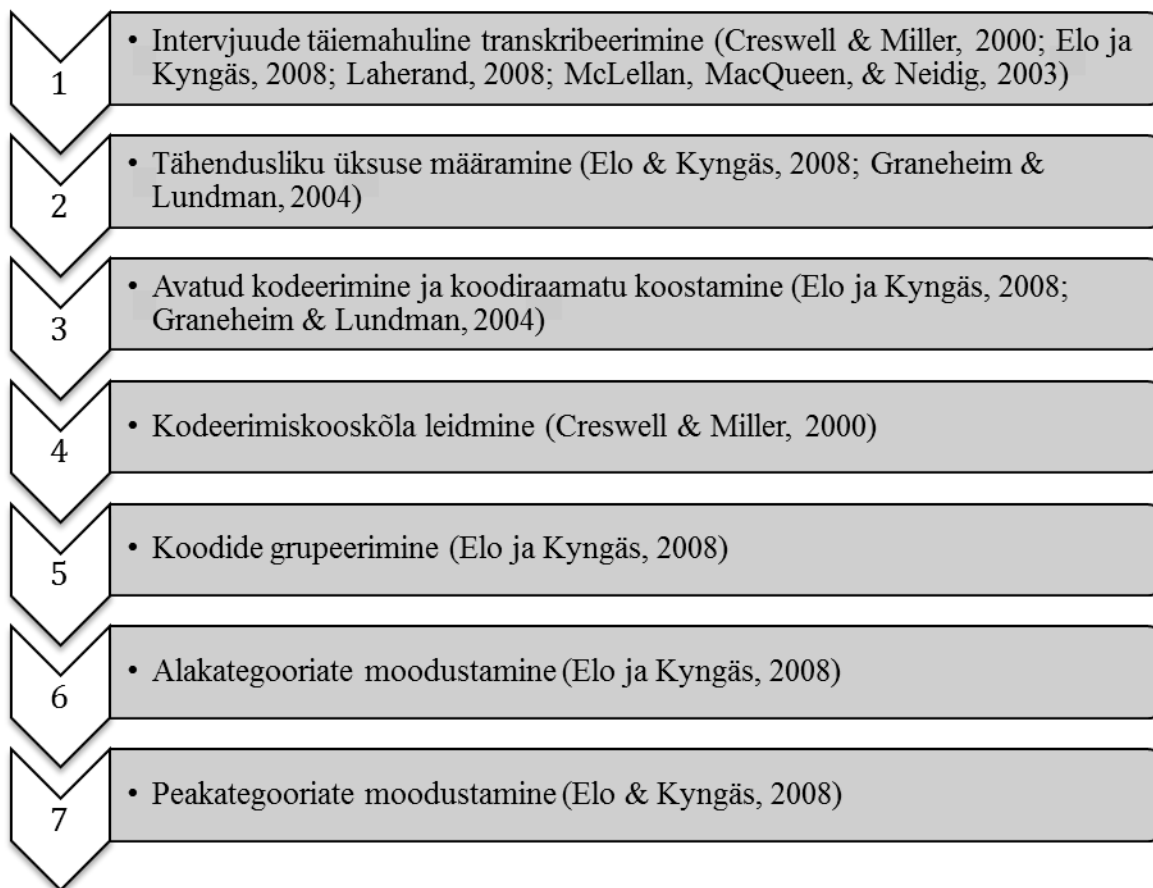 1
• Intervjuude täiemahuline transkribeerimine (Creswell & Miller, 2000; Elo ja
Kyngäs, 2008; Laherand, 2008; McLellan, MacQueen, & Neidig, 2003)
2
• Tähendusliku üksuse määramine (Elo & Kyngäs, 2008; Graneheim &
Lundman, 2004)
3
• Avatud kodeerimine ja koodiraamatu koostamine (Elo ja Kyngäs, 2008;
Graneheim & Lundman, 2004)
4
• Kodeerimiskooskõla leidmine (Creswell & Miller, 2000)
5
• Koodide grupeerimine (Elo ja Kyngäs, 2008)
6
• Alakategooriate moodustamine (Elo ja Kyngäs, 2008)
7
• Peakategooriate moodustamine (Elo & Kyngäs, 2008)